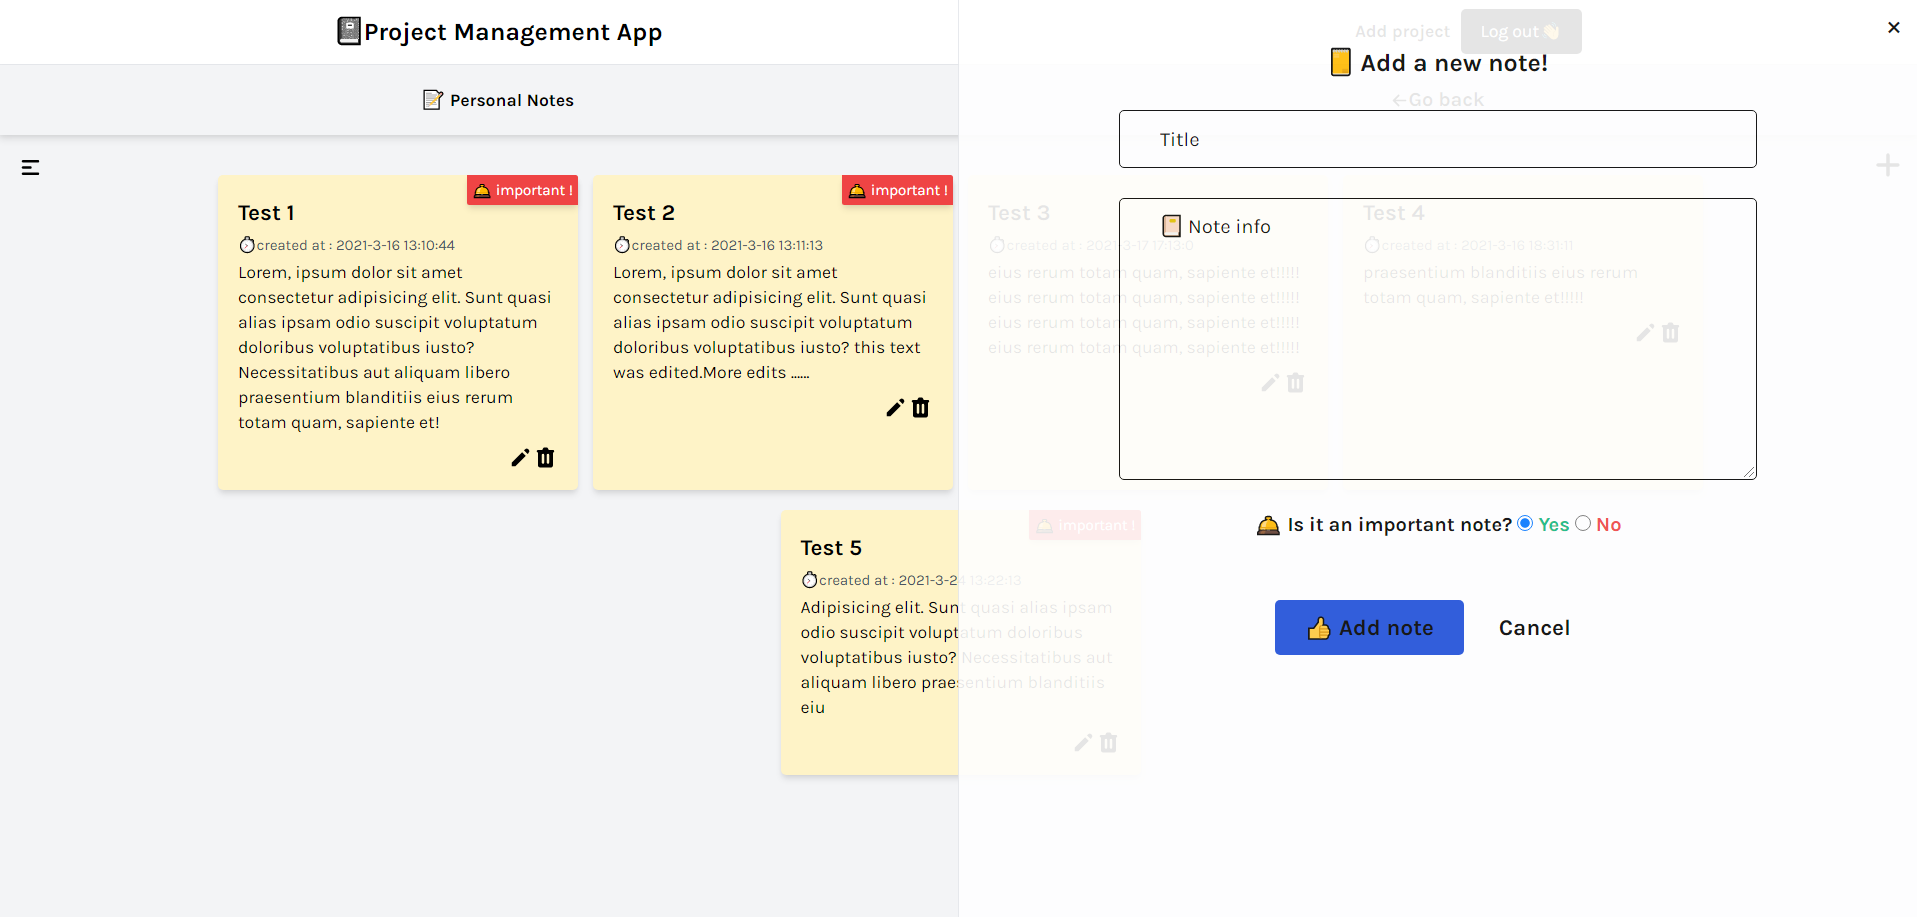 Project Management App
Add project
Log out
Add a new note!
Personal Notes
←Go back
Title
important !
Test 1
created at : 2021-3-16 13:10:44
Lorem, ipsum dolor sit amet
consectetur adipisicing elit. Sunt quasi
alias ipsam odio suscipit voluptatum
doloribus voluptatibus iusto?
Necessitatibus aut aliquam libero
praesentium blanditiis eius rerum
totam quam, sapiente et!
important !
Test 2
created at : 2021-3-16 13:11:13
Lorem, ipsum dolor sit amet
consectetur adipisicing elit. Sunt quasi
alias ipsam odio suscipit voluptatum
doloribus voluptatibus iusto? this text
was edited.More edits ......
Test 3
created at : 2021-3-17 17:13:0
eius rerum totam quam, sapiente et!!!!!
eius rerum totam quam, sapiente et!!!!!
eius rerum totam quam, sapiente et!!!!!
eius rerum totam quam, sapiente et!!!!!
Test 4
created at : 2021-3-16 18:31:11
praesentium blanditiis eius rerum
totam quam, sapiente et!!!!!
Note info
important !
Test 5
created at : 2021-3-24 13:22:13
Adipisicing elit. Sunt quasi alias ipsam
odio suscipit voluptatum doloribus
voluptatibus iusto? Necessitatibus aut
aliquam libero praesentium blanditiis
eiu
Is it an important note? Yes No
Add note
Cancel